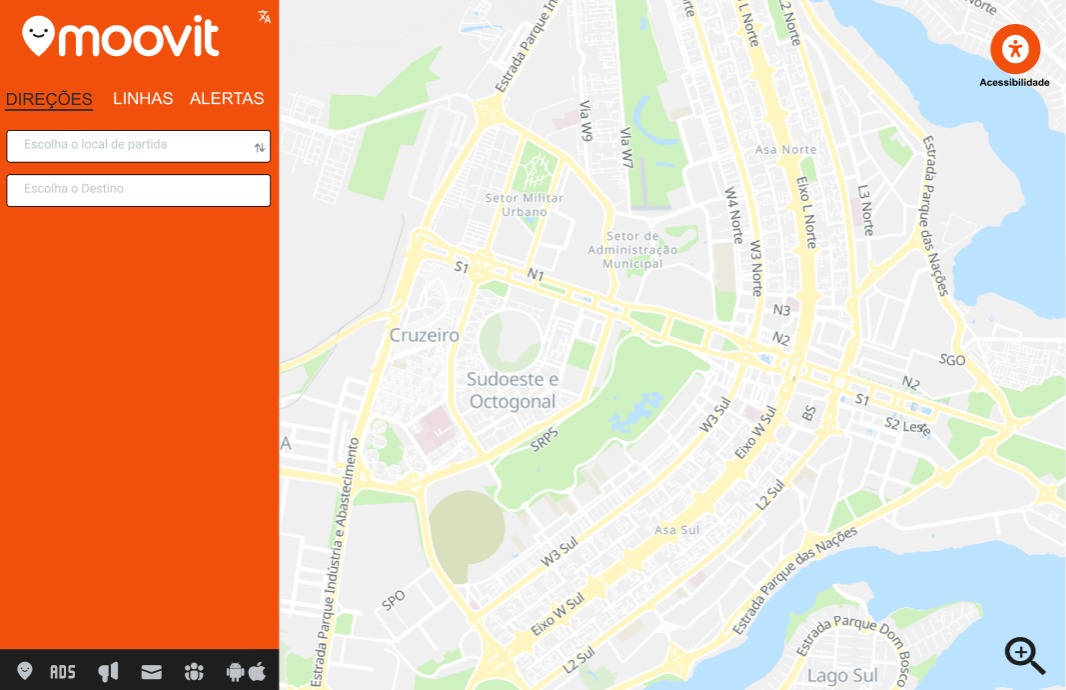 moovit
DIREÇÕES LINHAS ALERTAS
Escolha o local de partida
Escolha o Destino
ADS
Acessibilidade
Estrada Parque In
Via W9
Via W7
L Norte
L2 Norte
Asa Norte
Setor Militar
Urbano
Setor de
Administração
Municipal
W4 Norte
W3 Norte
Eixo L Norte
L3 Norte
Estrada Parque das Nações
S1
N1
N3
N2
Cruzeiro
Sudoeste e
Octogonal
SGO
N2
S1
S2 Leste
BS
W3 Sul
Eixo W Sul
SRPS
A
L2 Sul
Asa Sul
Estrada Parque Indústria e Abastecimento
W3 Sul
Estrada Parque das Nações
SPO
Eixo W Sul
L2 Sul
Estrada Parque Dom Bosco
Lago Sul